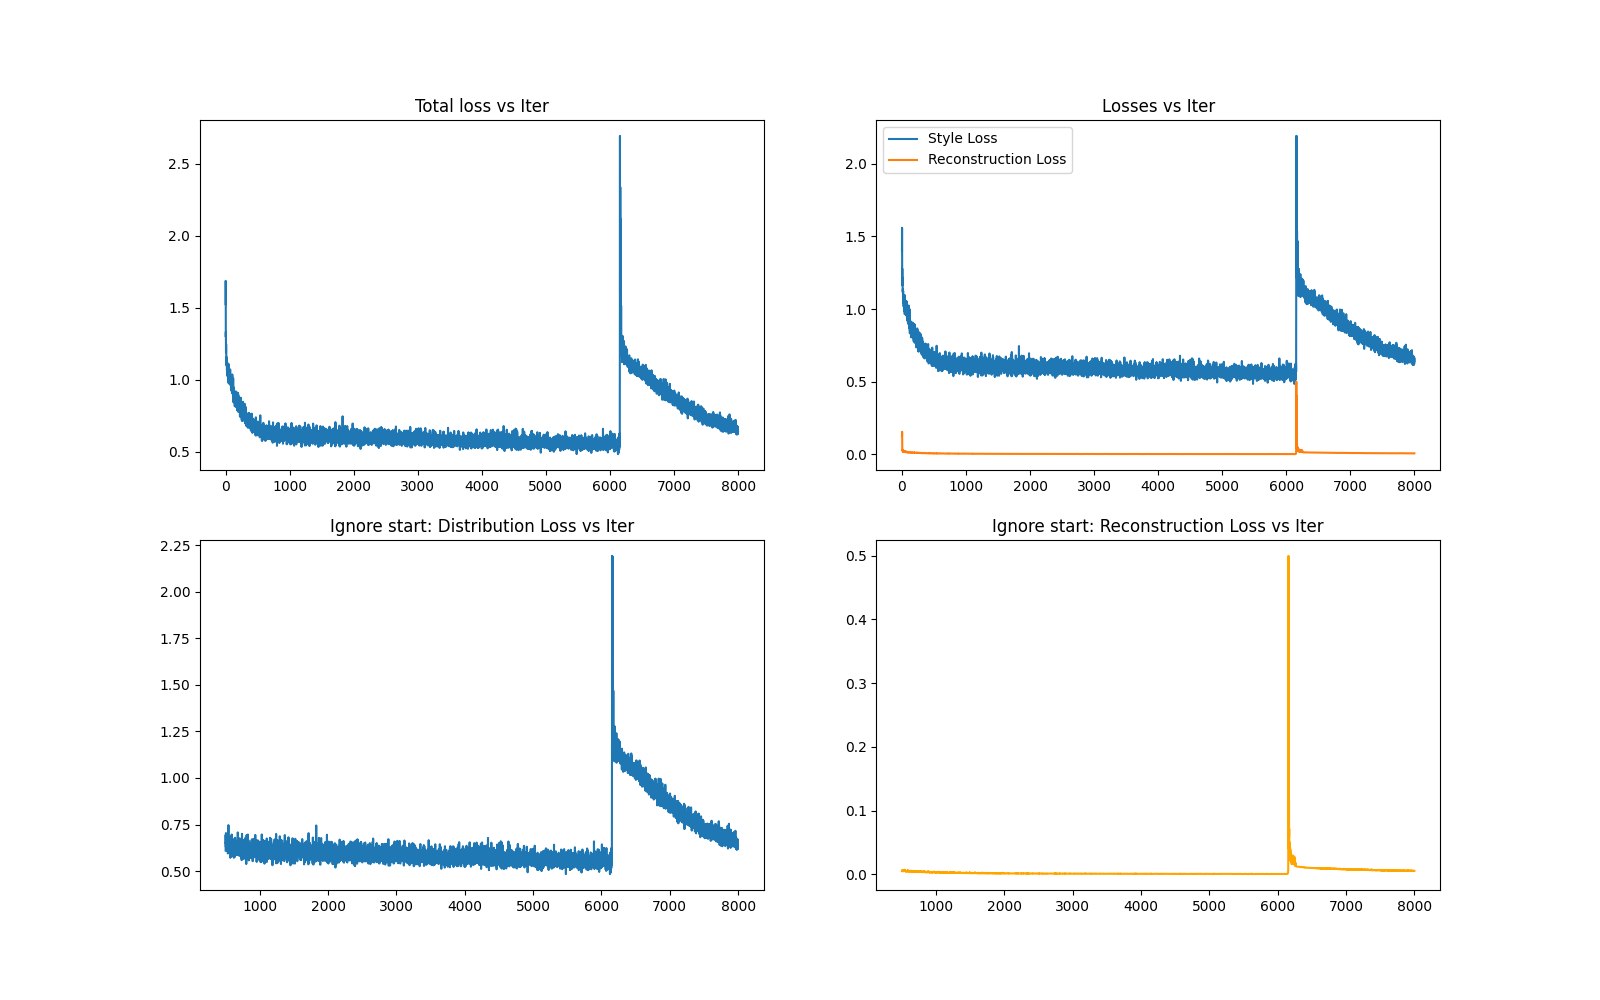 Total loss vs Iter
2.5
2.0
1.5
1.0
0.5
0 1000 2000 3000 4000 5000 6000 7000 8000
Losses vs Iter
Style Loss
Reconstruction Loss
2.0
1.5
1.0
0.5
0.0
0 1000 2000 3000 4000 5000 6000 7000 8000
Ignore start: Distribution Loss vs Iter
2.25
2.00
1.75
1.50
1.25
1.00
0.75
0.50
1000 2000 3000 4000 5000 6000 7000 8000
Ignore start: Reconstruction Loss vs Iter
0.5
0.4
0.3
0.2
0.1
0.0
1000 2000 3000 4000 5000 6000 7000 8000